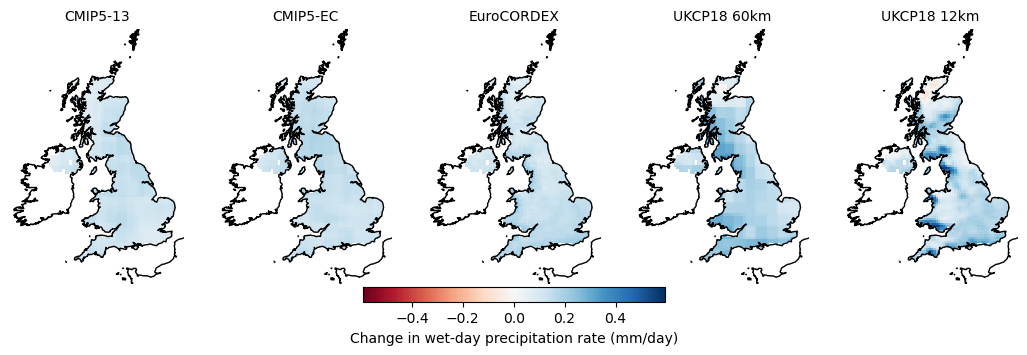 CMIP5-13 CMIP5-EC EuroCORDEX UKCP18 60km UKCP18 12km
−0.4 −0.2 0.0 0.2 0.4
Change in wet-day precipitation rate (mm/day)